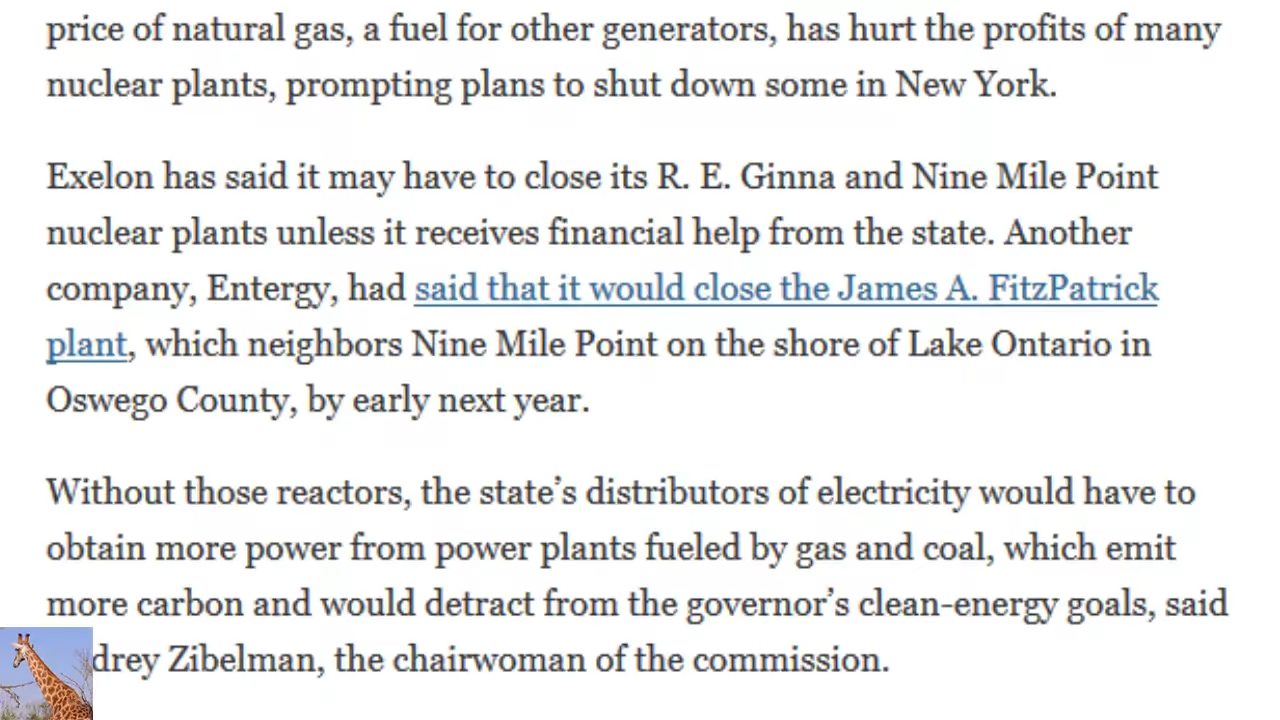 price of natural gas, a fuel for other generators, has hurt the profits of many
nuclear plants, prompting plans to shut down some in New York.
Exelon has said it may have to close its R. E. Ginna and Nine Mile Point
nuclear plants unless it receives financial help from the state. Another
company, Entergy, had said that it would close the James A. FitzPatrick
plant, which neighbors Nine Mile Point on the shore of Lake Ontario in
Oswego County, by early next year.
Without those reactors, the state’s distributors of electricity would have to
obtain more power from power plants fueled by gas and coal, which emit
more carbon and would detract from the governor’s clean-energy goals, said
Zibelman, the chairwoman of the commission.